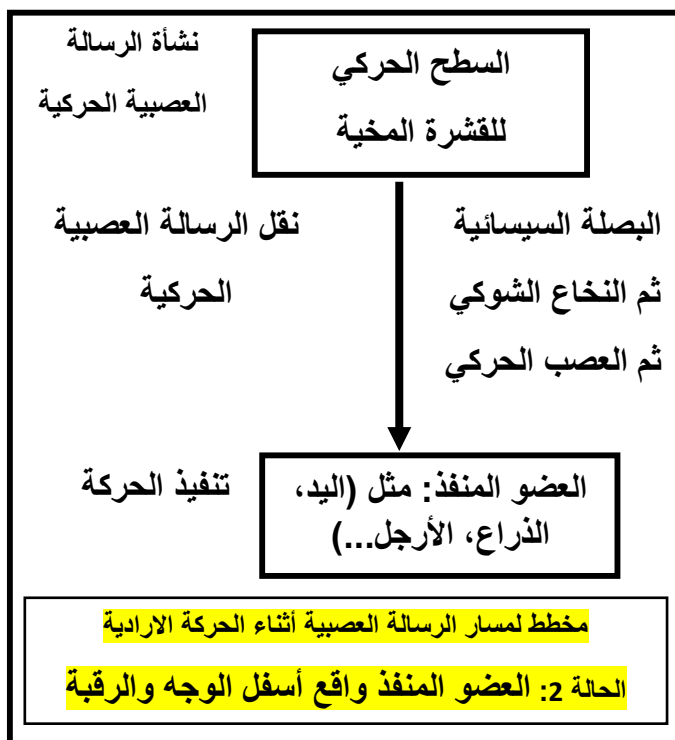 نشأة الرسالة
العصبية الحركية
السطح الحركي
للقشرة المخية
البصلة السيسائية
ثم النخاع الشوكي
ثم العصب الحركي
نقل الرسالة العصبية
الحركية
العضو المنفذ: مثل (اليد،
الذراع، الأرجل...)
تنفيذ الحركة
مخطط لمسار الرسالة العصبية أثناء الحركة الارادية
الحالة 2: العضو المنفذ واقع أسفل الوجه والرقبة